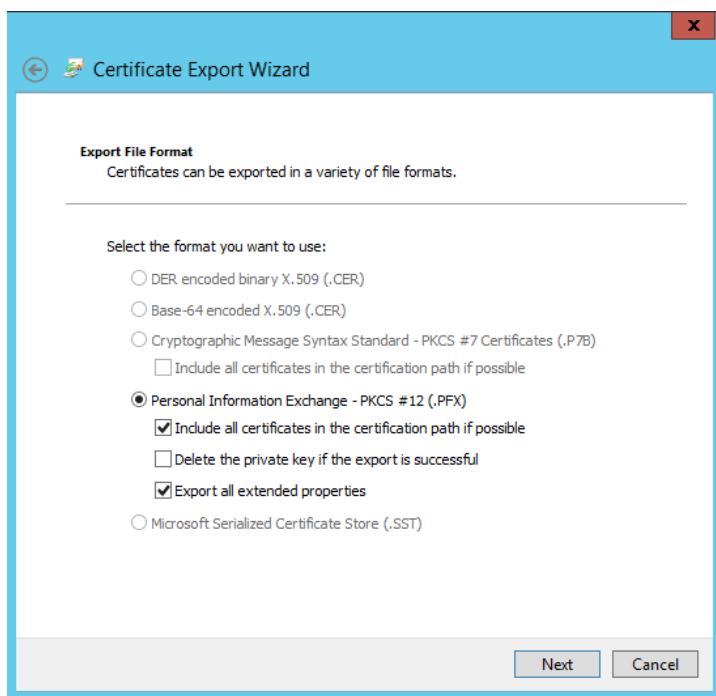 x
Certificate Export Wizard
Export File Format
Certificates can be exported in a variety of file formats.
Select the format you want to use:
DER encoded binary X.509 (.CER)
Base-64 encoded X.509 (.CER)
Cryptographic Message Syntax Standard - PKCS #7 Certificates (.P7B)
Include all certificates in the certification path if possible
Personal Information Exchange - PKCS #12 (.PFX)
Include all certificates in the certification path if possible
Delete the private key if the export is successful
Export all extended properties
Microsoft Serialized Certificate Store (.SST)
Next Cancel